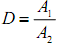 D = A₁ / A₂